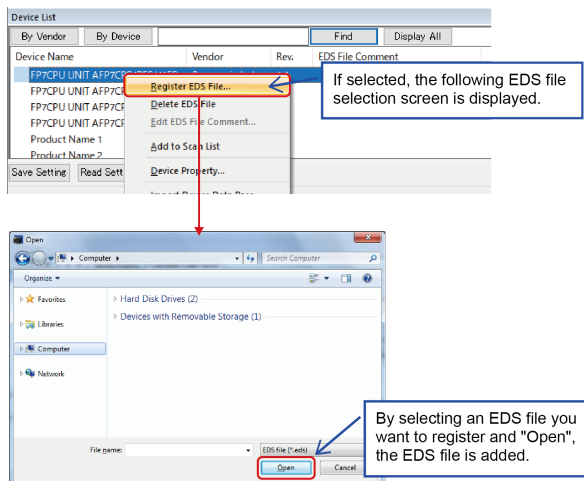 Device List
By Vendor By Device Find Display All
Device Name Vendor Rev. EDS File Comment
FP7CPU UNIT
FP7CPU UNIT
FP7CPU UNIT
FP7CPU UNIT
Product Name 1
Product Name 2
Register EDS File...
Delete EDS File
Edit EDS File Comment...
Add to Scan List
Device Property...
If selected, the following EDS file
selection screen is displayed.
Save Setting Read Sett
Open
Computer Search Computer
Organize
Favorites
Libraries
Computer
Network
Hard Disk Drives (2)
Devices with Removable Storage (1)
File name: EDS file (*.eds)
Open Cancel
By selecting an EDS file you
want to register and "Open",
the EDS file is added.